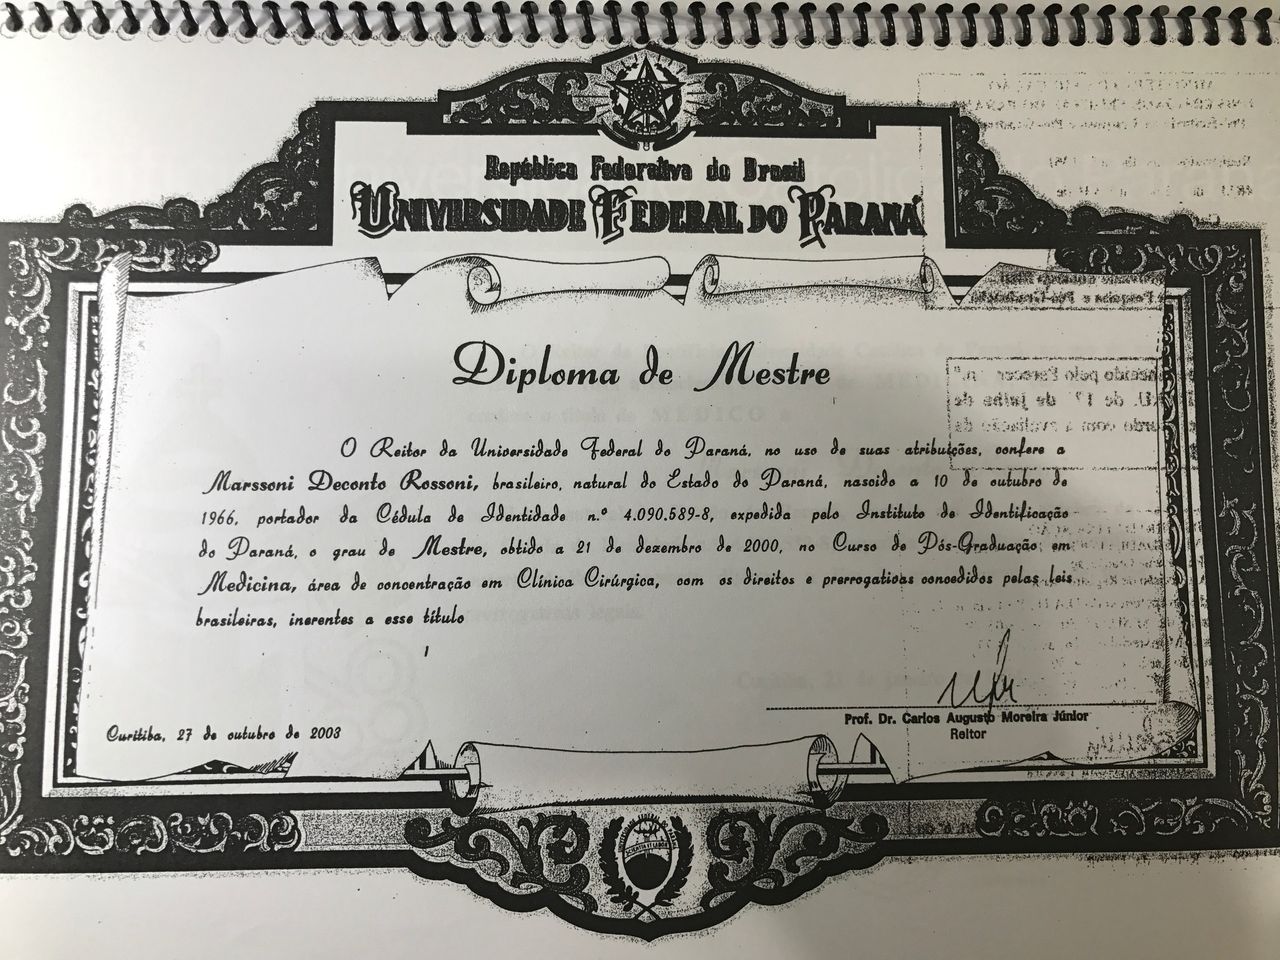 República Federativa do Brasil
UNIVERSIDADE FEDERAL DO PARANÁ
Diploma de Mestre
O Reitor da Universidade Federal do Paraná, no uso de suas atribuições, confere a
Marssoni Deconto Rossoni, brasileiro, natural do Estado do Paraná, nascido a 10 de outubro de
1966, portador da Cédula de Identidade n.º 4.090.589-8, expedida pelo Instituto de Identificação
do Paraná, o grau de Mestre, obtido a 21 de dezembro de 2000, no Curso de Pós-Graduação em
Medicina, área de concentração em Clínica Cirúrgica, com os direitos e prerrogativas concedidos pelas leis
brasileiras, inerentes a esse título
Prof. Dr. Carlos Augusto Moreira Júnior
Reitor
Curitiba, 27 de outubro de 2003